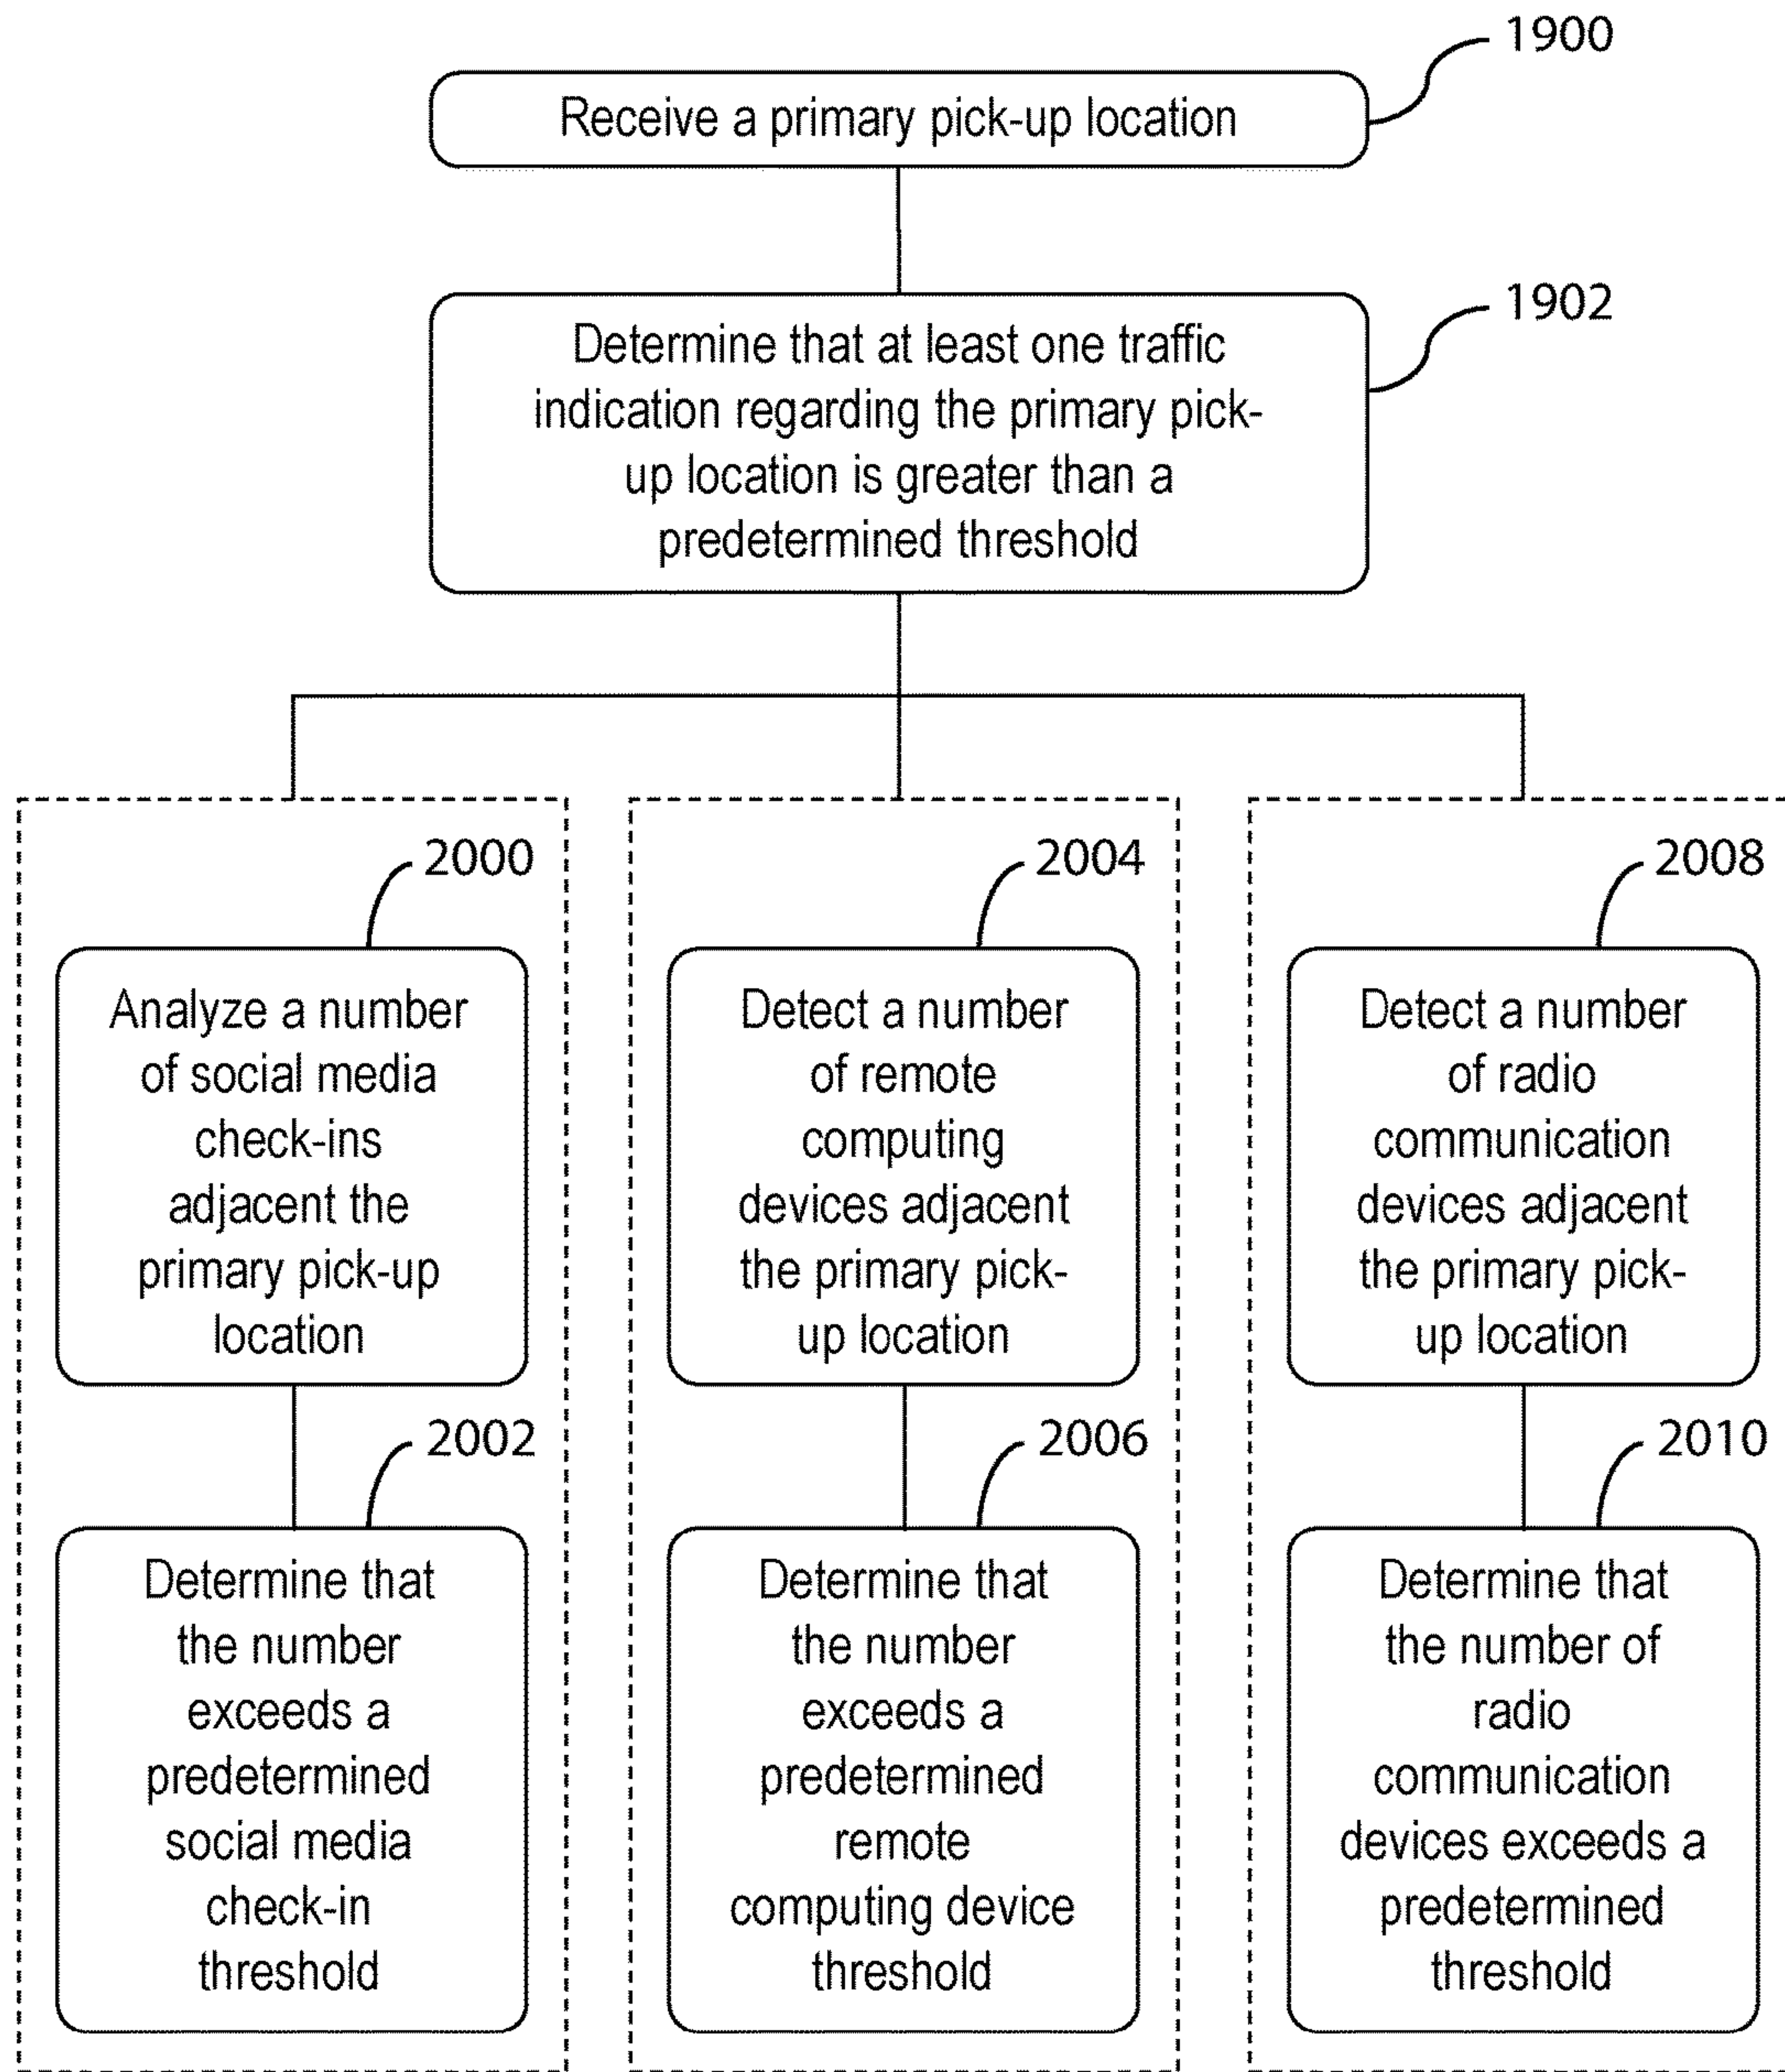 1900
Receive a primary pick-up location
1902
Determine that at least one traffic
indication regarding the primary pick-
up location is greater than a
predetermined threshold
2000
Analyze a number
of social media
check-ins
adjacent the
primary pick-up
location
2002
Determine that
the number
exceeds a
predetermined
social media
check-in
threshold
2004
Detect a number
of remote
computing
devices adjacent
the primary pick-
up location
2006
Determine that
the number
exceeds a
predetermined
remote
computing device
threshold
2008
Detect a number
of radio
communication
devices adjacent
the primary pick-
up location
2010
Determine that
the number of
radio
communication
devices exceeds a
predetermined
threshold